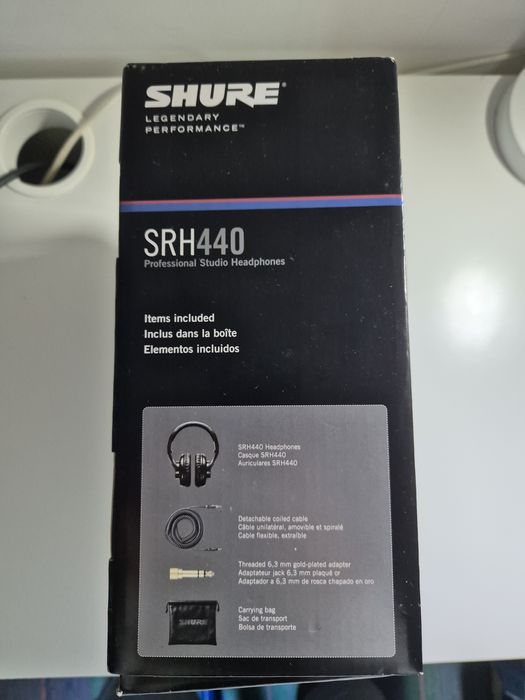 SHURE®
LEGENDARY
PERFORMANCE™
SRH440
Professional Studio Headphones
Items included
Inclus dans la boîte
Elementos incluidos
SRH440 Headphones
Casque SRH440
Auriculares SRH440
Detachable coiled cable
Câble unilatéral, amovible et spiralé
Cable flexible, extraíble
Threaded 6,3 mm gold-plated adapter
Adaptateur jack 6,3 mm plaqué or
Adaptador a 6,3 mm de rosca chapado en oro
SHURE
Carrying bag
Sac de transport
Bolsa de transporte